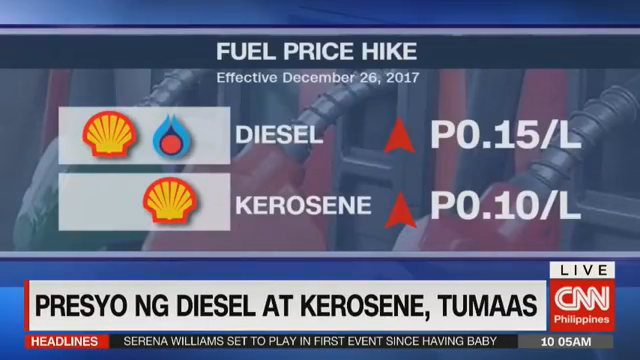 FUEL PRICE HIKE
Effective December 26, 2017
DIESEL P0.15/L
KEROSENE P0.10/L
LIVE
PRESYO NG DIESEL AT KEROSENE, TUMAAS
CNN
Philippines
HEADLINES SERENA WILLIAMS SET TO PLAY IN FIRST EVENT SINCE HAVING BABY 10:05AM